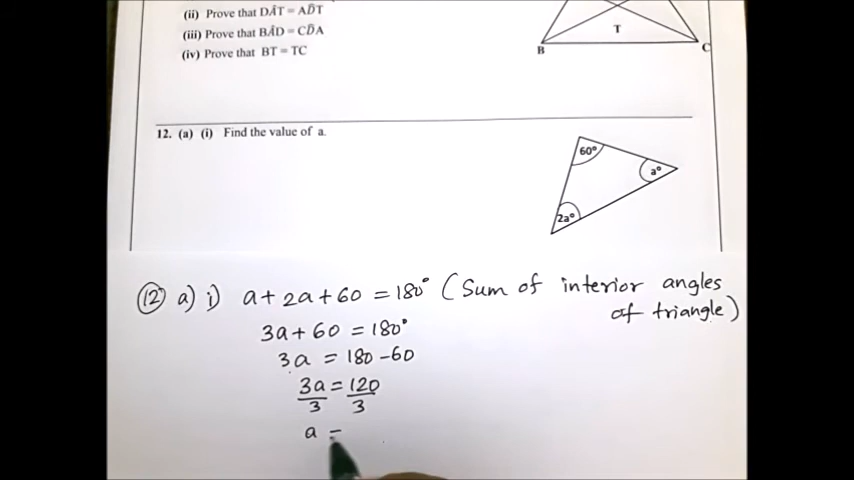 (ii) Prove that DÂT = AD̂T
(iii) Prove that BÂD = CD̂A
(iv) Prove that BT = TC
T
B
C
12. (a) (i) Find the value of a.
60°
a°
2a°
(12) a) i) a + 2a + 60 = 180° (Sum of interior angles
of triangle)
3a + 60 = 180°
3a = 180 - 60
3a/3 = 120/3
a =